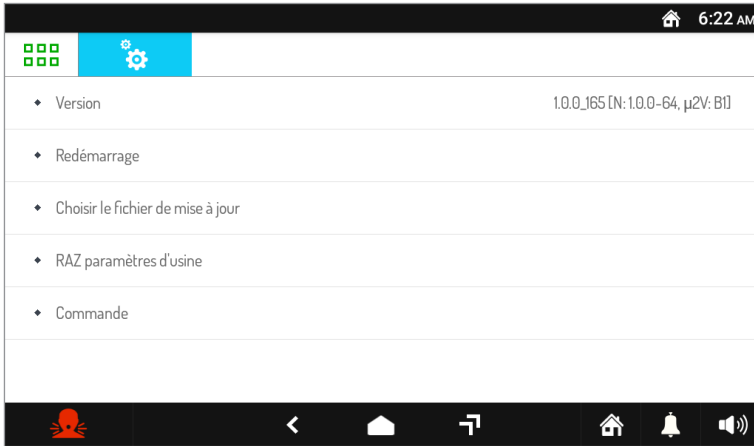 6:22 AM
Version 1.0.0_165 [N: 1.0.0-64, µ2V: B1]
Redémarrage
Choisir le fichier de mise à jour
RAZ paramètres d'usine
Commande